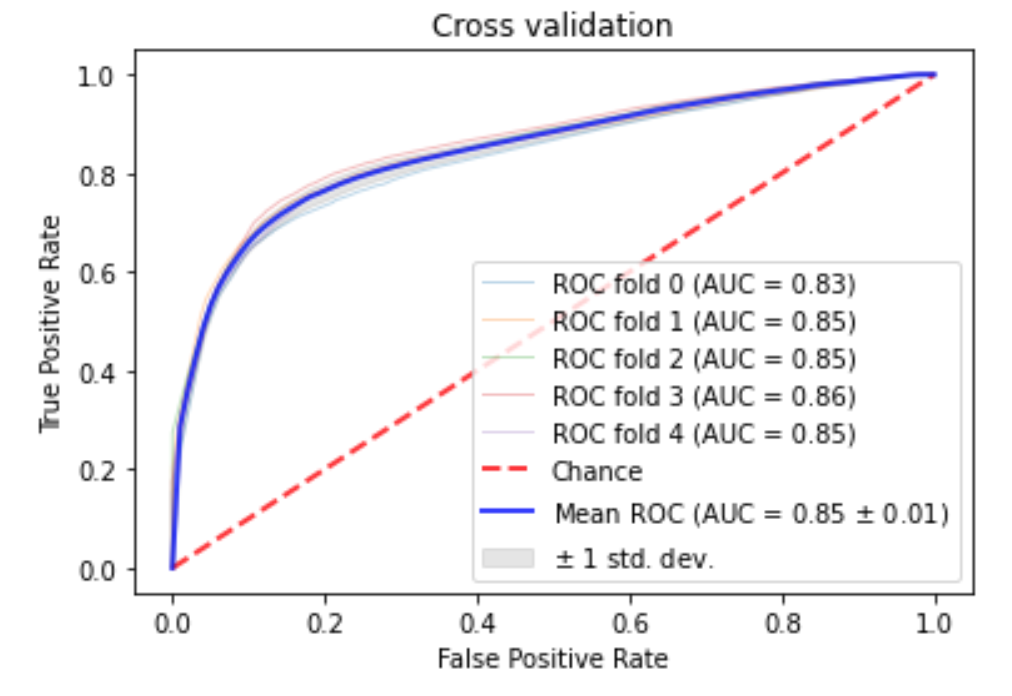 Cross validation
True Positive Rate
1.0
0.8
0.6
0.4
0.2
0.0
ROC fold 0 (AUC = 0.83)
ROC fold 1 (AUC = 0.85)
ROC fold 2 (AUC = 0.85)
ROC fold 3 (AUC = 0.86)
ROC fold 4 (AUC = 0.85)
Chance
Mean ROC (AUC = 0.85 ± 0.01)
± 1 std. dev.
0.0 0.2 0.4 0.6 0.8 1.0
False Positive Rate